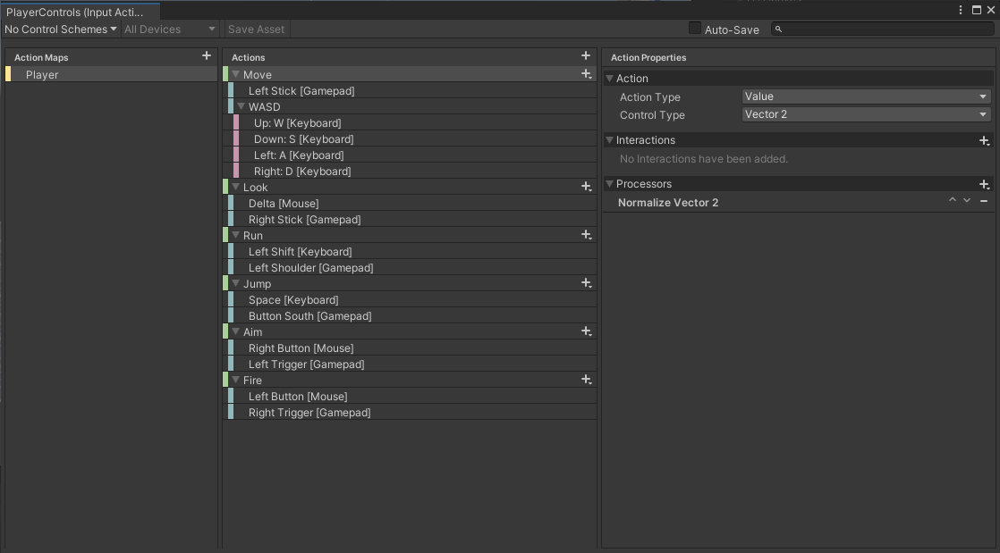 PlayerControls (Input Acti...
No Control Schemes
All Devices
Save Asset
Auto-Save
Action Maps
Player
Actions
Move
Left Stick [Gamepad]
WASD
Up: W [Keyboard]
Down: S [Keyboard]
Left: A [Keyboard]
Right: D [Keyboard]
Look
Delta [Mouse]
Right Stick [Gamepad]
Run
Left Shift [Keyboard]
Left Shoulder [Gamepad]
Jump
Space [Keyboard]
Button South [Gamepad]
Aim
Right Button [Mouse]
Left Trigger [Gamepad]
Fire
Left Button [Mouse]
Right Trigger [Gamepad]
Action Properties
Action
Action Type Value
Control Type Vector 2
Interactions
No Interactions have been added.
Processors
Normalize Vector 2